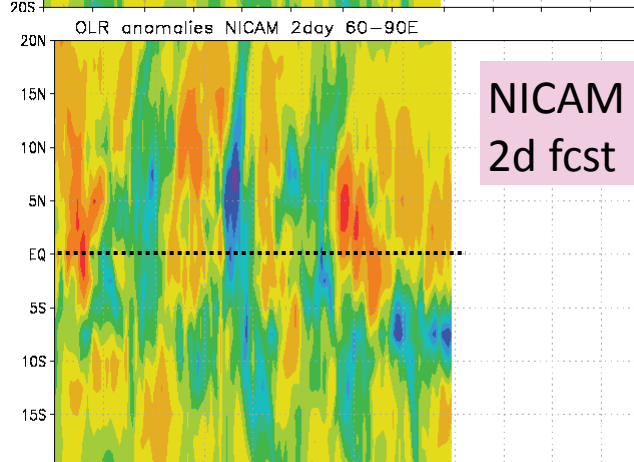 20S
OLR anomalies NICAM 2day 60-90E
20N
15N
10N
5N
EQ
5S
10S
15S
NICAM
2d fcst